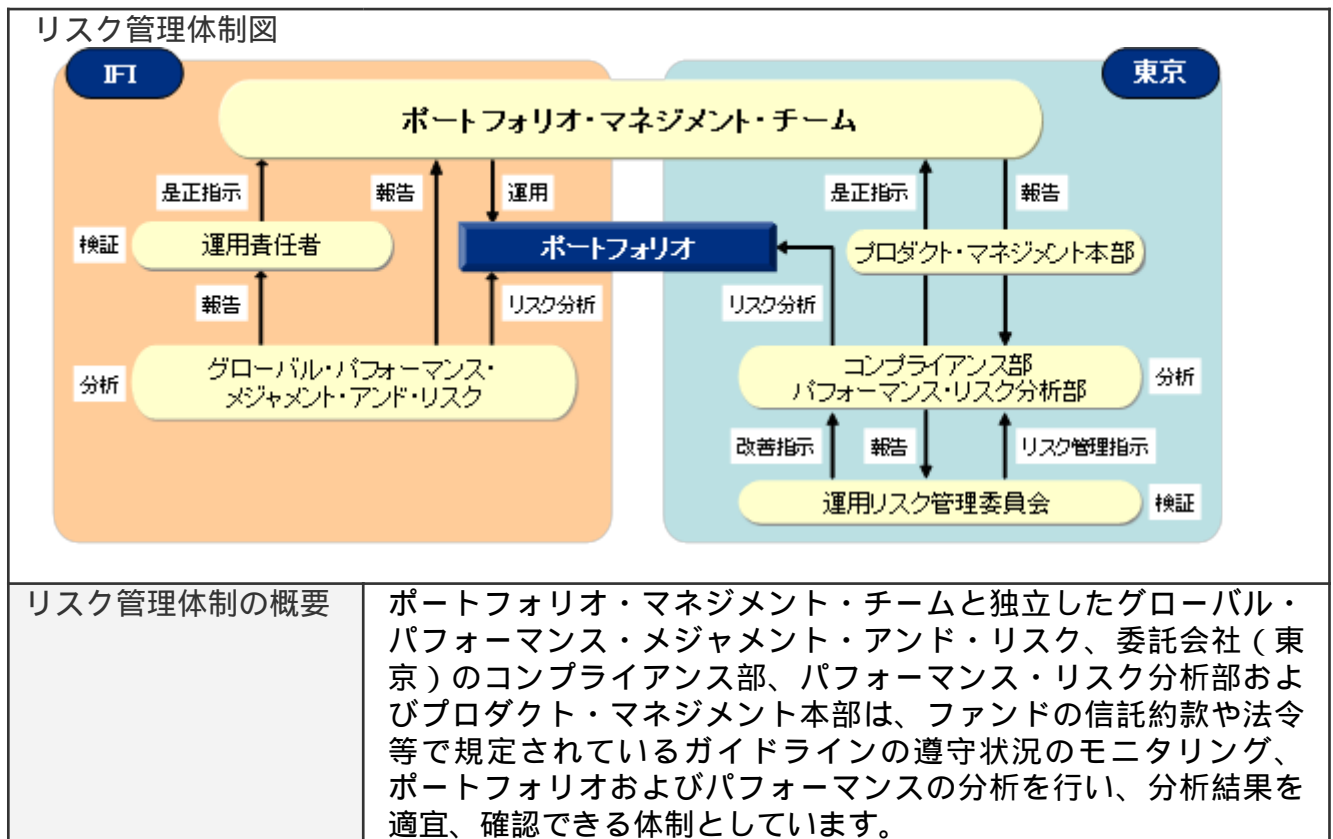 リスク管理体制図
IFI
東京
ポートフォリオ・マネジメント・チーム
是正指示
報告
運用
是正指示
報告
検証
運用責任者
ポートフォリオ
プロダクト・マネジメント本部
報告
リスク分析
リスク分析
分析
グローバル・パフォーマンス・
メジャメント・アンド・リスク
コンプライアンス部
パフォーマンス・リスク分析部
分析
改善指示
報告
リスク管理指示
運用リスク管理委員会
検証
リスク管理体制の概要
ポートフォリオ・マネジメント・チームと独立したグローバル・
パフォーマンス・メジャメント・アンド・リスク、委託会社（東
京）のコンプライアンス部、パフォーマンス・リスク分析部およ
びプロダクト・マネジメント本部は、ファンドの信託約款や法令
等で規定されているガイドラインの遵守状況のモニタリング、
ポートフォリオおよびパフォーマンスの分析を行い、分析結果を
適宜、確認できる体制としています。